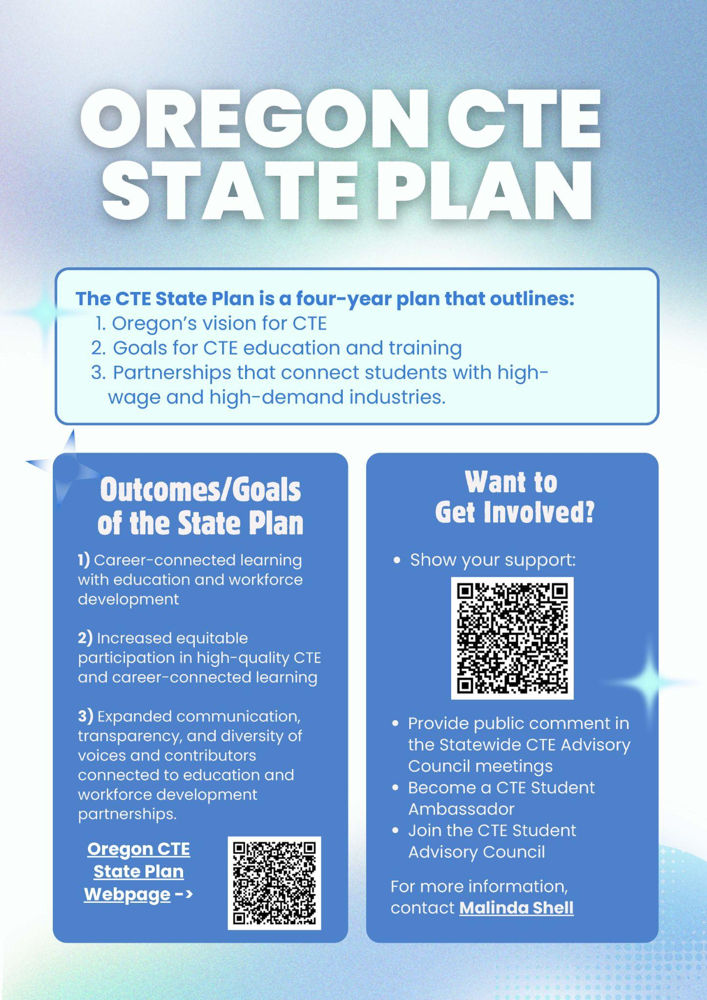 OREGON CTE
STATE PLAN
The CTE State Plan is a four-year plan that outlines:
1. Oregon's vision for CTE
2. Goals for CTE education and training
3. Partnerships that connect students with high-
wage and high-demand industries.
Outcomes/Goals
of the State Plan
1) Career-connected learning
with education and workforce
development
2) Increased equitable
participation in high-quality CTE
and career-connected learning
3) Expanded communication,
transparency, and diversity of
voices and contributors
connected to education and
workforce development
partnerships.
Oregon CTE
State Plan
Webpage ->
Want to
Get Involved?
• Show your support:
• Provide public comment in
the Statewide CTE Advisory
Council meetings
• Become a CTE Student
Ambassador
• Join the CTE Student
Advisory Council
For more information,
contact Malinda Shell